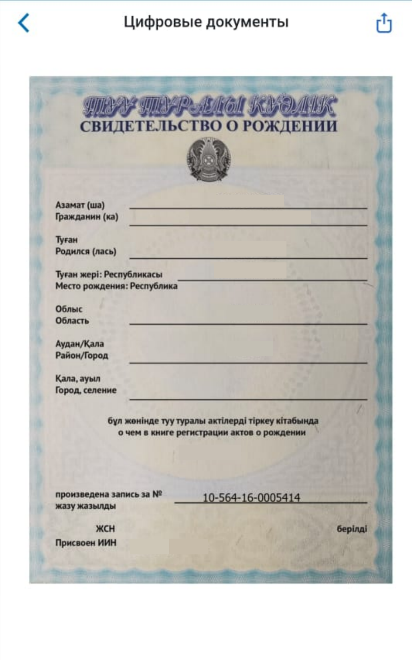 Цифровые документы
ТУУ ТУРАЛЫ КУӘЛІК
СВИДЕТЕЛЬСТВО О РОЖДЕНИИ
Азамат (ша)
Гражданин (ка)
Туған
Родился (лась)
Туған жері: Республикасы
Место рождения: Республика
Облыс
Область
Аудан/Қала
Район/Город
Қала, ауыл
Город, селение
бұл жөнінде туу туралы актілерді тіркеу кітабында
о чем в книге регистрации актов о рождении
произведена запись за №
10-564-16-0005414
жазу жазылды
ЖСН
берілді
Присвоен ИИН